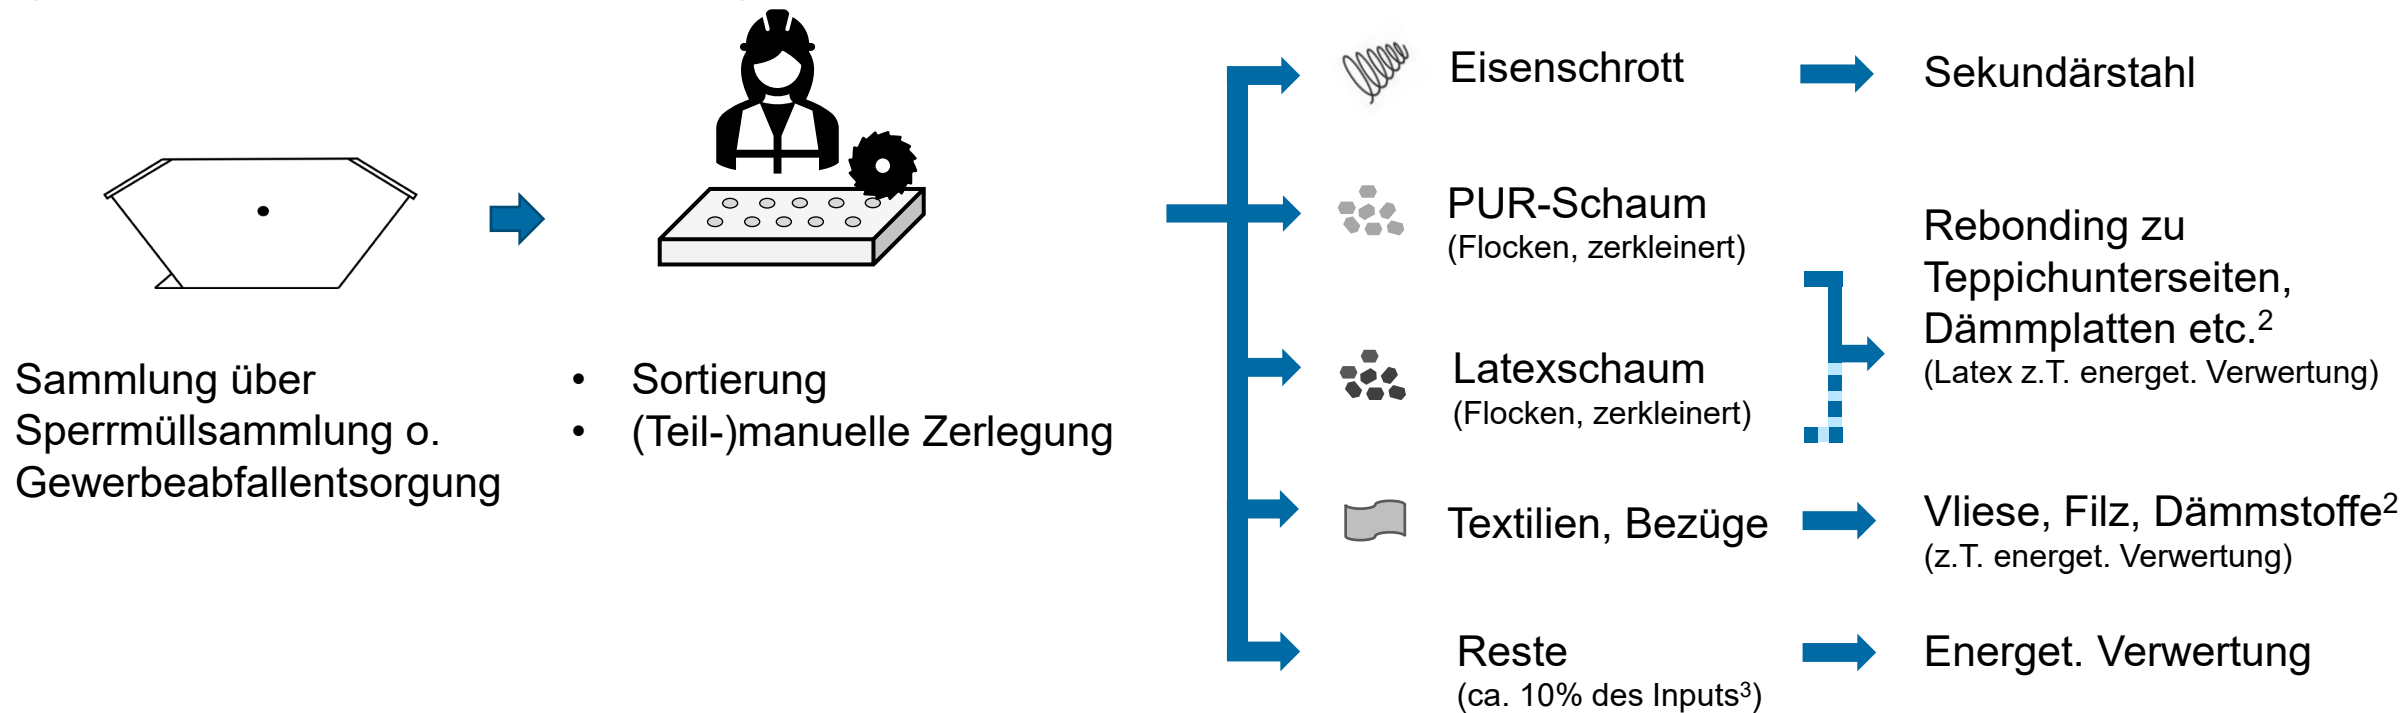 Sammlung über
Sperrmüllsammlung o.
Gewerbeabfallentsorgung
• Sortierung
• (Teil-)manuelle Zerlegung
Eisenschrott
Sekundärstahl
PUR-Schaum
(Flocken, zerkleinert)
Latexschaum
(Flocken, zerkleinert)
Rebonding zu
Teppichunterseiten,
Dämmplatten etc.²
(Latex z.T. energet. Verwertung)
Textilien, Bezüge
Vliese, Filz, Dämmstoffe²
(z.T. energet. Verwertung)
Reste
(ca. 10% des Inputs³)
Energet. Verwertung